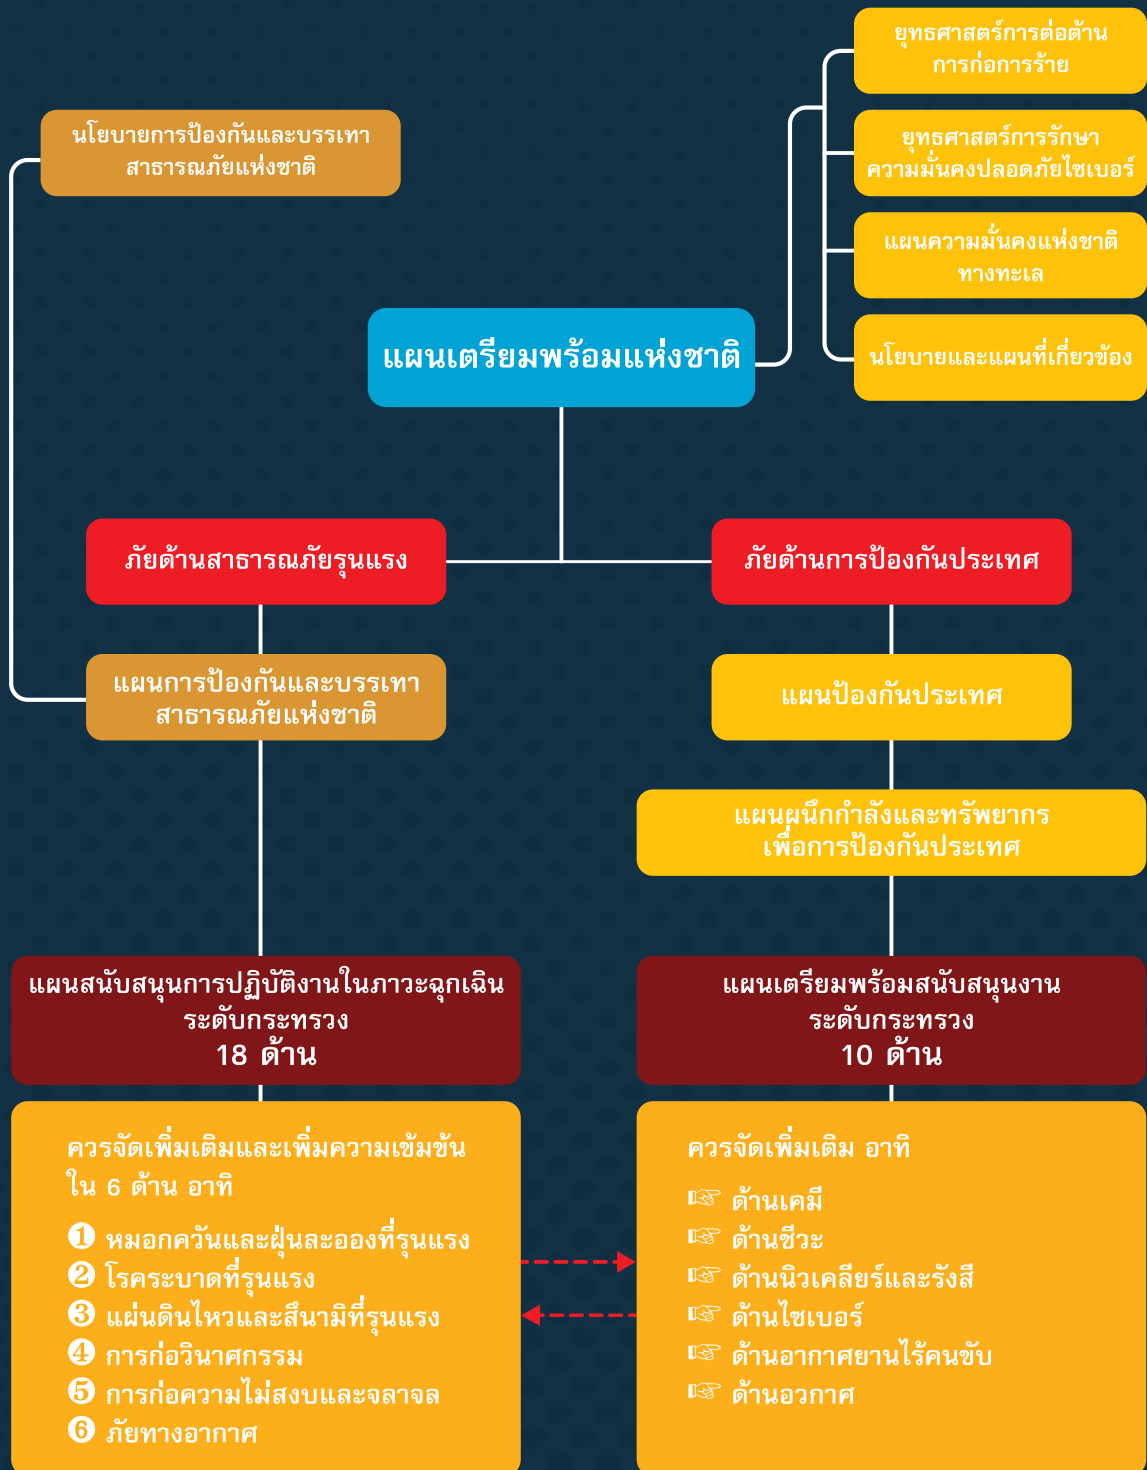 ยุทธศาสตร์การต่อต้าน
การก่อการร้าย
นโยบายการป้องกันและบรรเทา
สาธารณภัยแห่งชาติ
ยุทธศาสตร์การรักษา
ความมั่นคงปลอดภัยไซเบอร์
แผนความมั่นคงแห่งชาติ
ทางทะเล
นโยบายและแผนที่เกี่ยวข้อง
แผนเตรียมพร้อมแห่งชาติ
ภัยด้านสาธารณภัยรุนแรง
ภัยด้านการป้องกันประเทศ
แผนการป้องกันและบรรเทา
สาธารณภัยแห่งชาติ
แผนป้องกันประเทศ
แผนผนึกกำลังและทรัพยากร
เพื่อการป้องกันประเทศ
แผนสนับสนุนการปฏิบัติงานในภาวะฉุกเฉิน
ระดับกระทรวง
18 ด้าน
แผนเตรียมพร้อมสนับสนุนงาน
ระดับกระทรวง
10 ด้าน
ควรจัดเพิ่มเติมและเพิ่มความเข้มข้น
ใน 6 ด้าน อาทิ
❶ หมอกควันและฝุ่นละอองที่รุนแรง
❷ โรคระบาดที่รุนแรง
❸ แผ่นดินไหวและสึนามิที่รุนแรง
❹ การก่อวินาศกรรม
❺ การก่อความไม่สงบและจลาจล
❻ ภัยทางอากาศ
ควรจัดเพิ่มเติม อาทิ
☞ ด้านเคมี
☞ ด้านชีวะ
☞ ด้านนิวเคลียร์และรังสี
☞ ด้านไซเบอร์
☞ ด้านอากาศยานไร้คนขับ
☞ ด้านอวกาศ